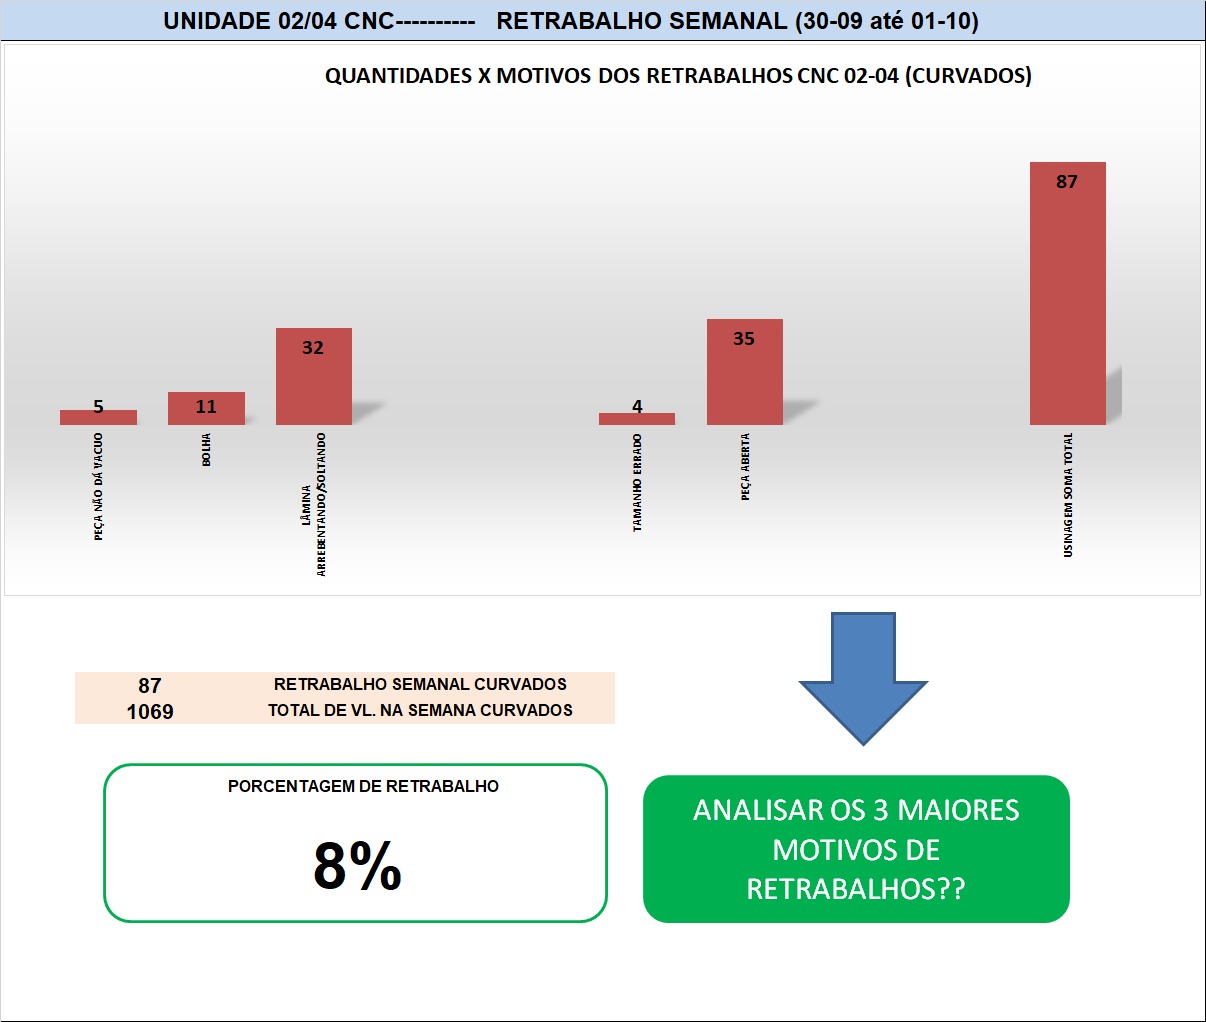 UNIDADE 02/04 CNC---------- RETRABALHO SEMANAL (30-09 até 01-10)
QUANTIDADES X MOTIVOS DOS RETRABALHOS CNC 02-04 (CURVADOS)
5
11
32
4
35
87
PEÇA NÃO DÁ VACUO
BOLHA
LÂMINA
ARREBENTANDO/SOLTANDO
TAMANHO ERRADO
PEÇA ABERTA
USINAGEM SOMA TOTAL
87 RETRABALHO SEMANAL CURVADOS
1069 TOTAL DE VL. NA SEMANA CURVADOS
PORCENTAGEM DE RETRABALHO
8%
ANALISAR OS 3 MAIORES
MOTIVOS DE
RETRABALHOS??